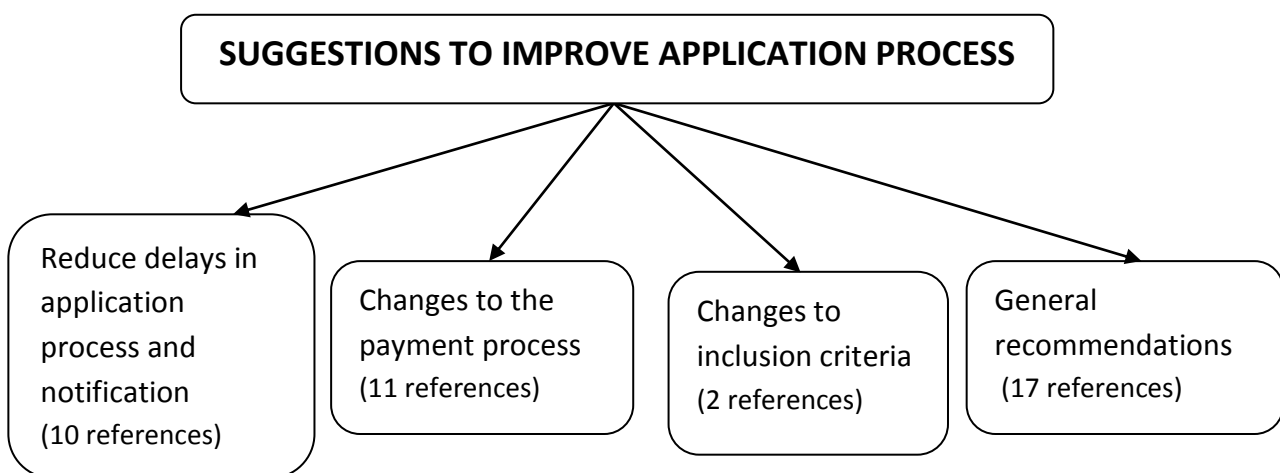 SUGGESTIONS TO IMPROVE APPLICATION PROCESS
Reduce delays in
application
process and
notification
(10 references)
Changes to the
payment process
(11 references)
Changes to
inclusion criteria
(2 references)
General
recommendations
(17 references)